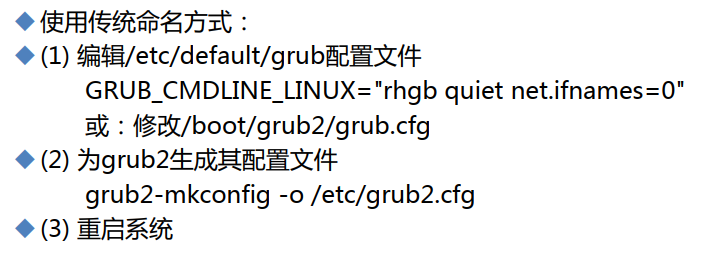 使用传统命名方式：
(1) 编辑/etc/default/grub配置文件
GRUB_CMDLINE_LINUX="rhgb quiet net.ifnames=0"
或：修改/boot/grub2/grub.cfg
(2) 为grub2生成其配置文件
grub2-mkconfig -o /etc/grub2.cfg
(3) 重启系统